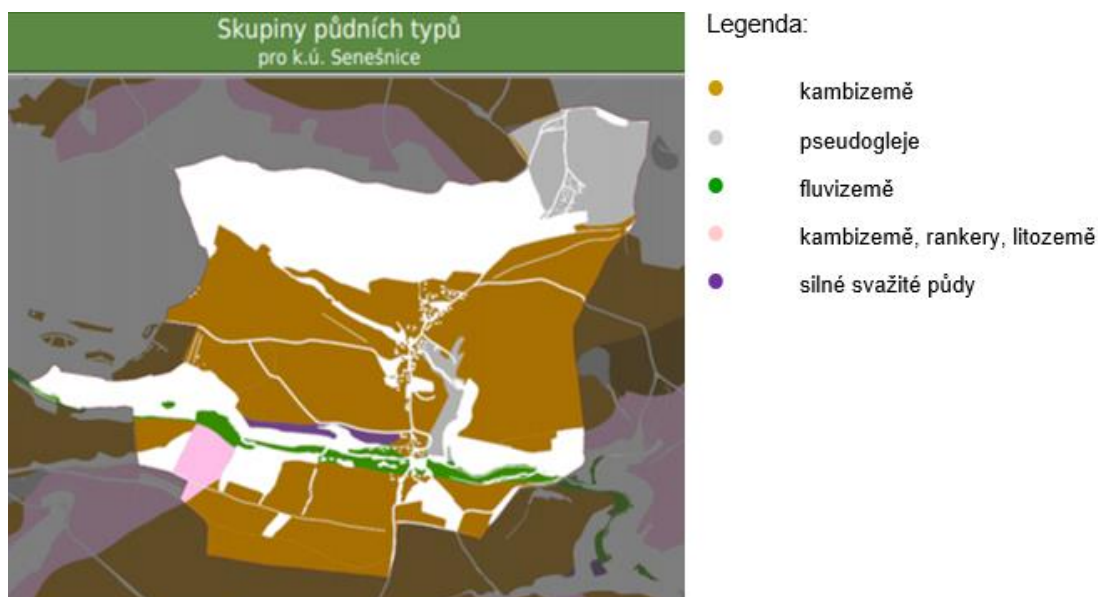 Skupiny půdních typů
pro k.ú. Senešnice
Legenda:
kambizemě
pseudogleje
fluvizemě
kambizemě, rankery, litozemě
silné svažité půdy